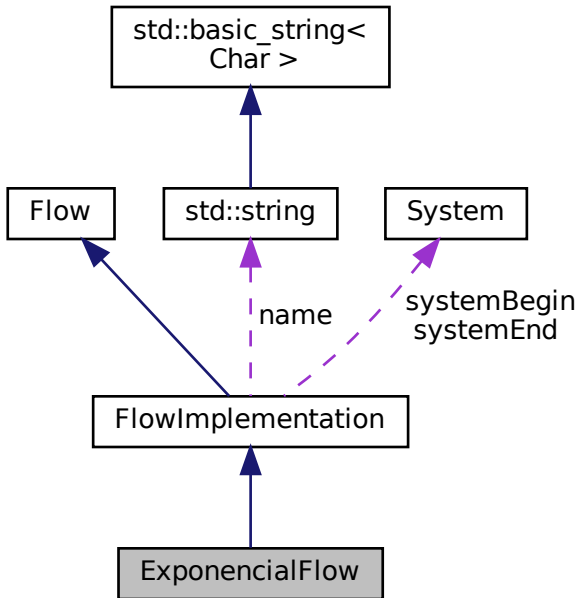 std::basic_string<
Char >
Flow
std::string
System
name
systemBegin
systemEnd
FlowImplementation
ExponencialFlow